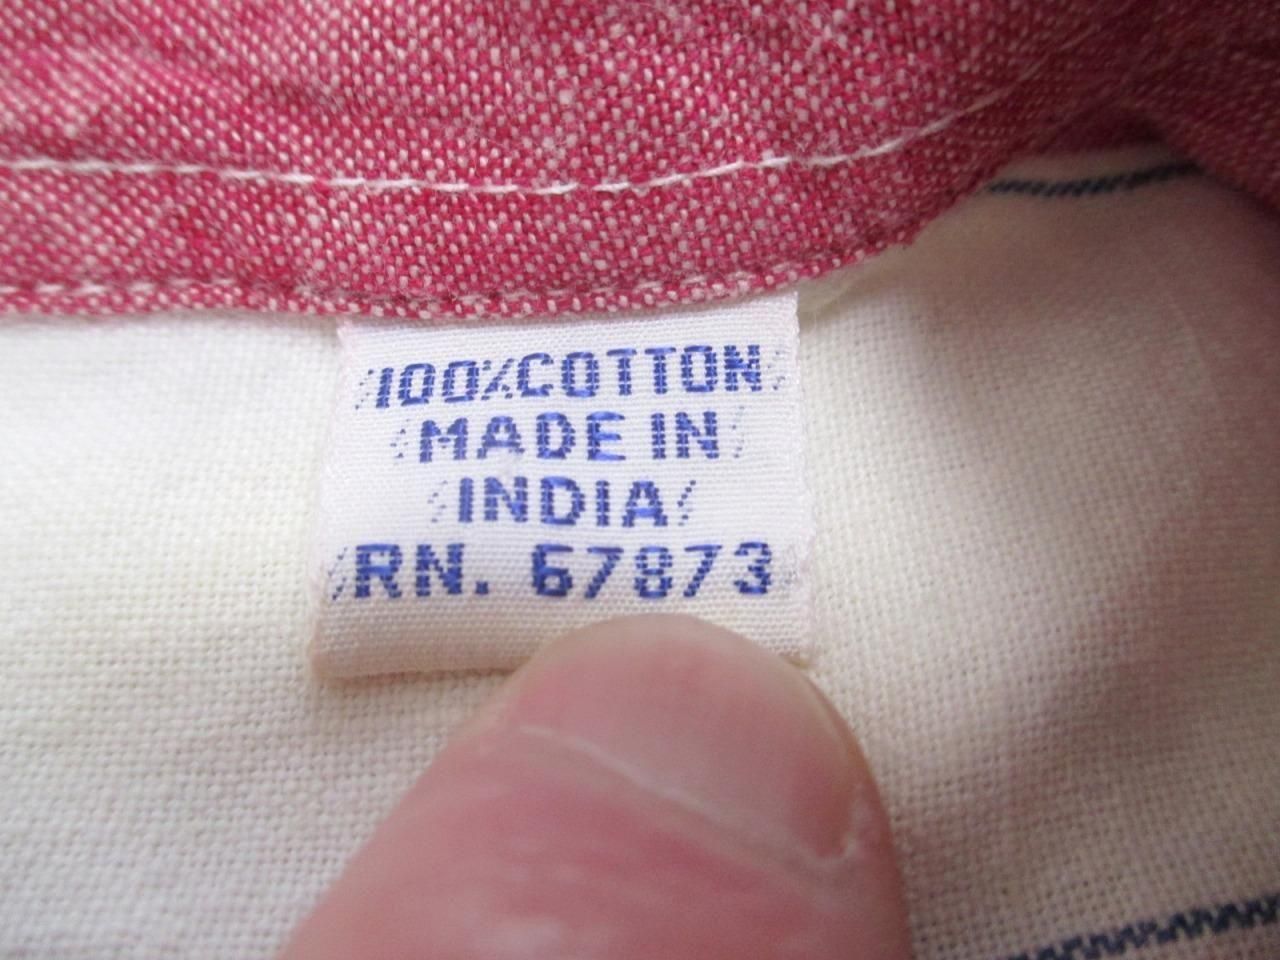 100%COTTON
MADE IN
INDIA
RN. 67873